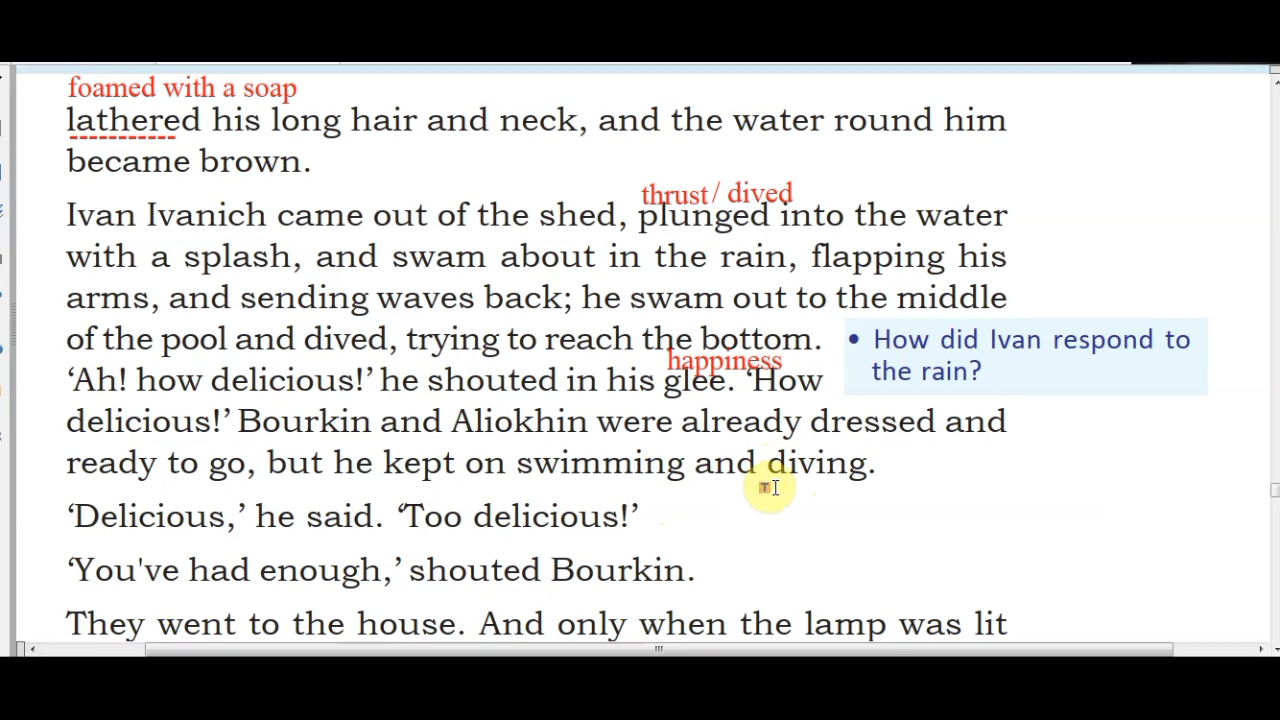 foamed with a soap
lathered his long hair and neck, and the water round him
became brown.
thrust / dived
Ivan Ivanich came out of the shed, plunged into the water
with a splash, and swam about in the rain, flapping his
arms, and sending waves back; he swam out to the middle
of the pool and dived, trying to reach the bottom.
• How did Ivan respond to
the rain?
happiness
‘Ah! how delicious!’ he shouted in his glee. ‘How
delicious!’ Bourkin and Aliokhin were already dressed and
ready to go, but he kept on swimming and diving.
‘Delicious,’ he said. ‘Too delicious!’
‘You've had enough,’ shouted Bourkin.
They went to the house. And only when the lamp was lit